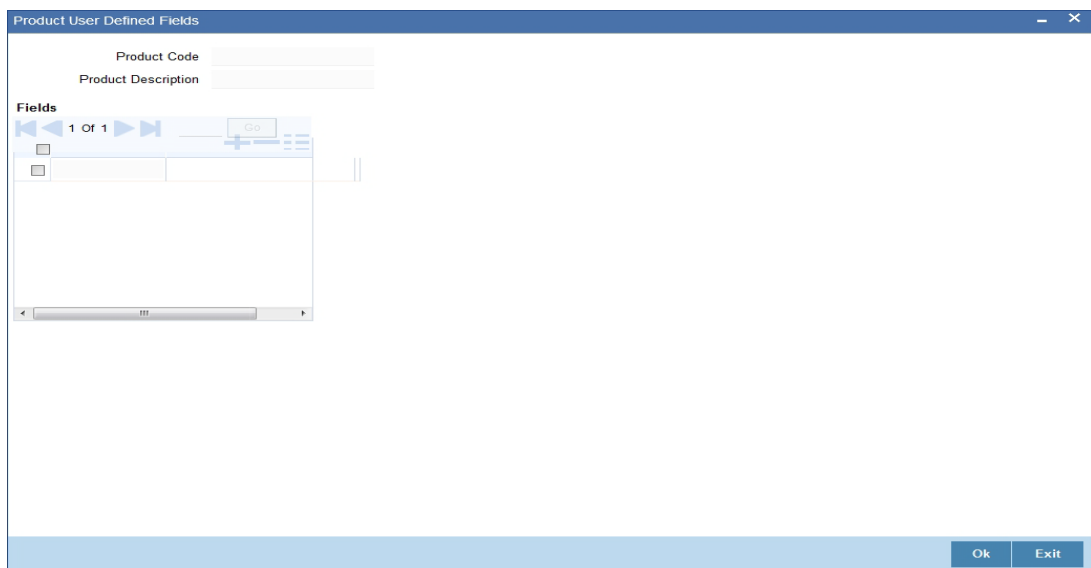 Product User Defined Fields
Product Code
Product Description
Fields
1 Of 1 Go
Ok Exit